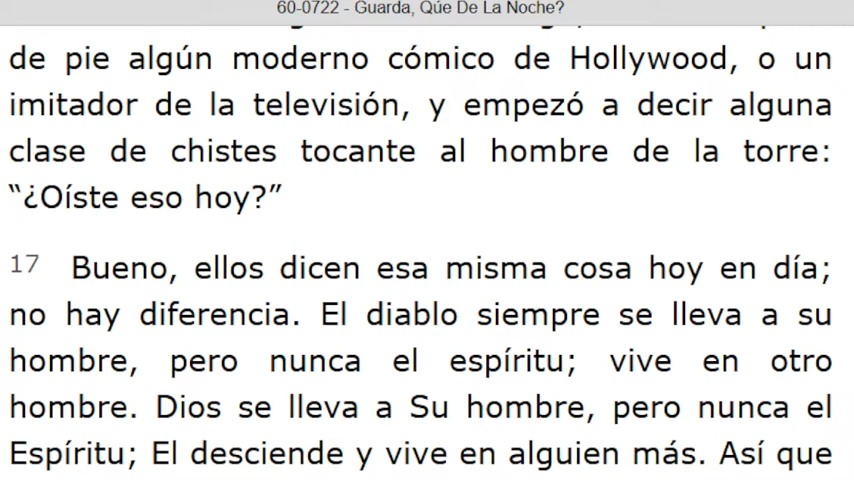 60-0722 - Guarda, Qúe De La Noche?
de pie algún moderno cómico de Hollywood, o un
imitador de la televisión, y empezó a decir alguna
clase de chistes tocante al hombre de la torre:
“¿Oíste eso hoy?”
17 Bueno, ellos dicen esa misma cosa hoy en día;
no hay diferencia. El diablo siempre se lleva a su
hombre, pero nunca el espíritu; vive en otro
hombre. Dios se lleva a Su hombre, pero nunca el
Espíritu; El desciende y vive en alguien más. Así que